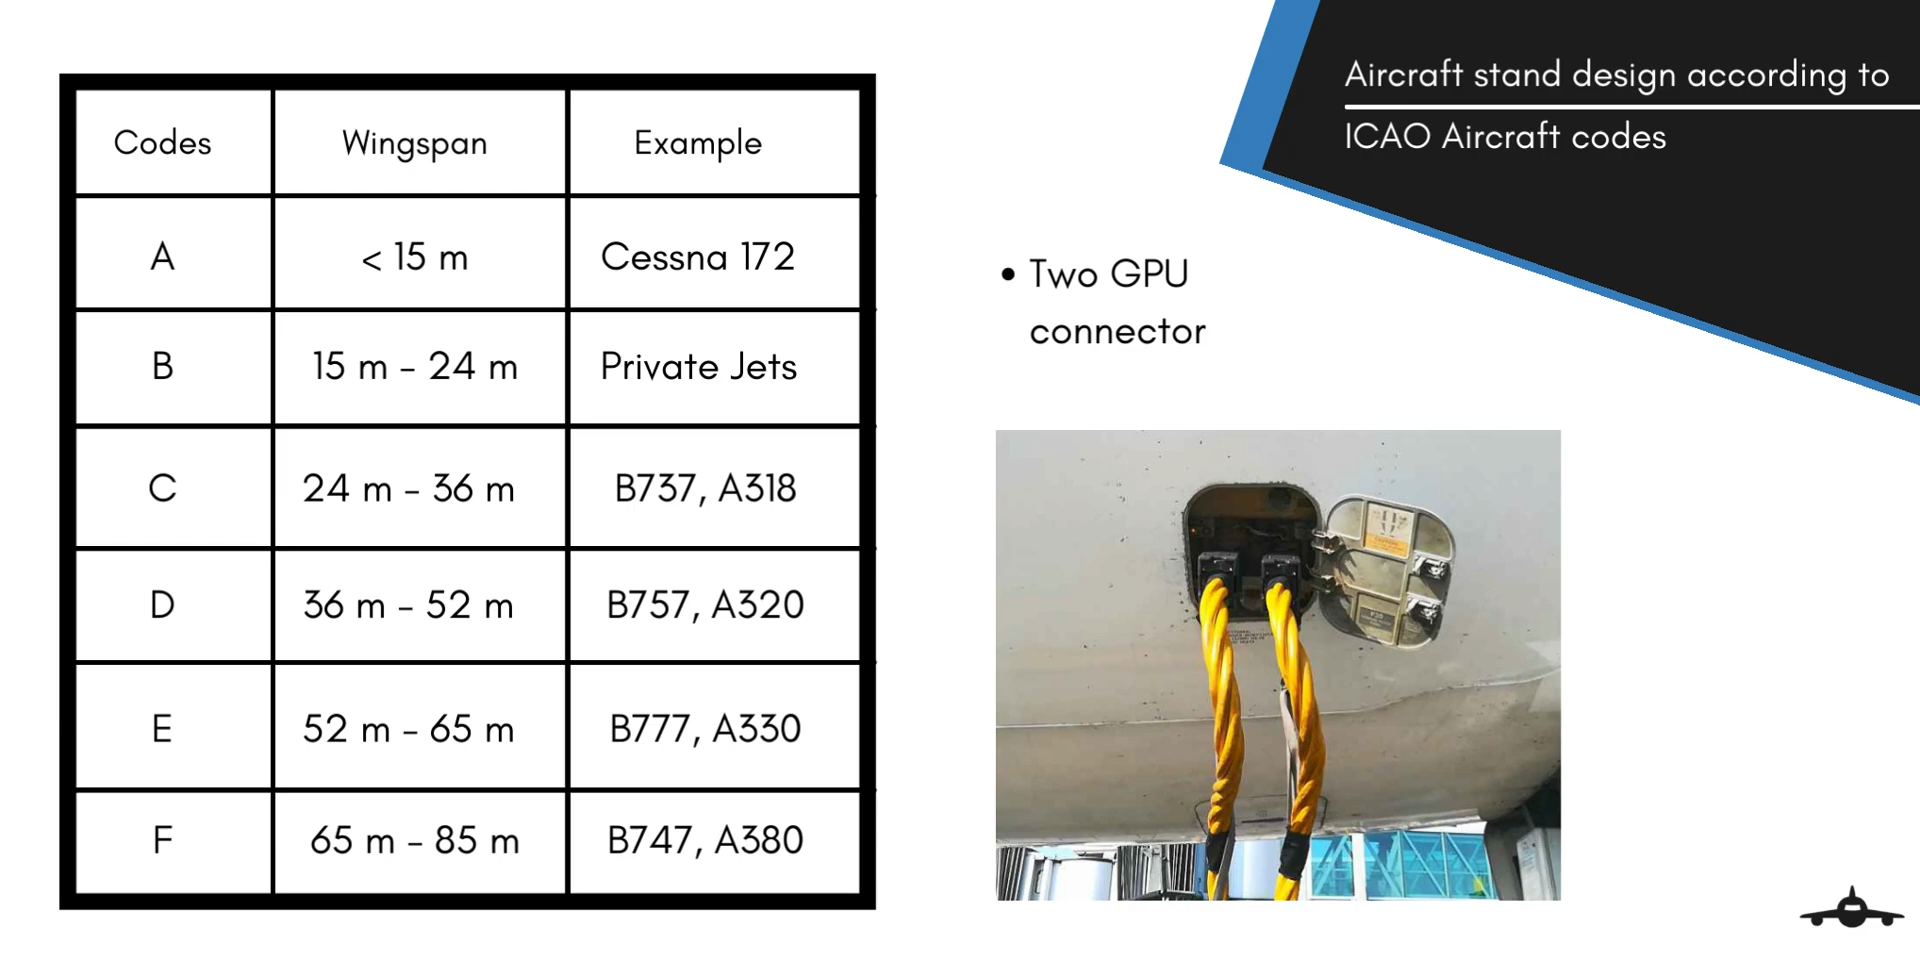 Aircraft stand design according to
ICAO Aircraft codes
Codes Wingspan Example
A < 15 m Cessna 172
B 15 m - 24 m Private Jets
C 24 m - 36 m B737, A318
D 36 m - 52 m B757, A320
E 52 m - 65 m B777, A330
F 65 m - 85 m B747, A380
• Two GPU
connector